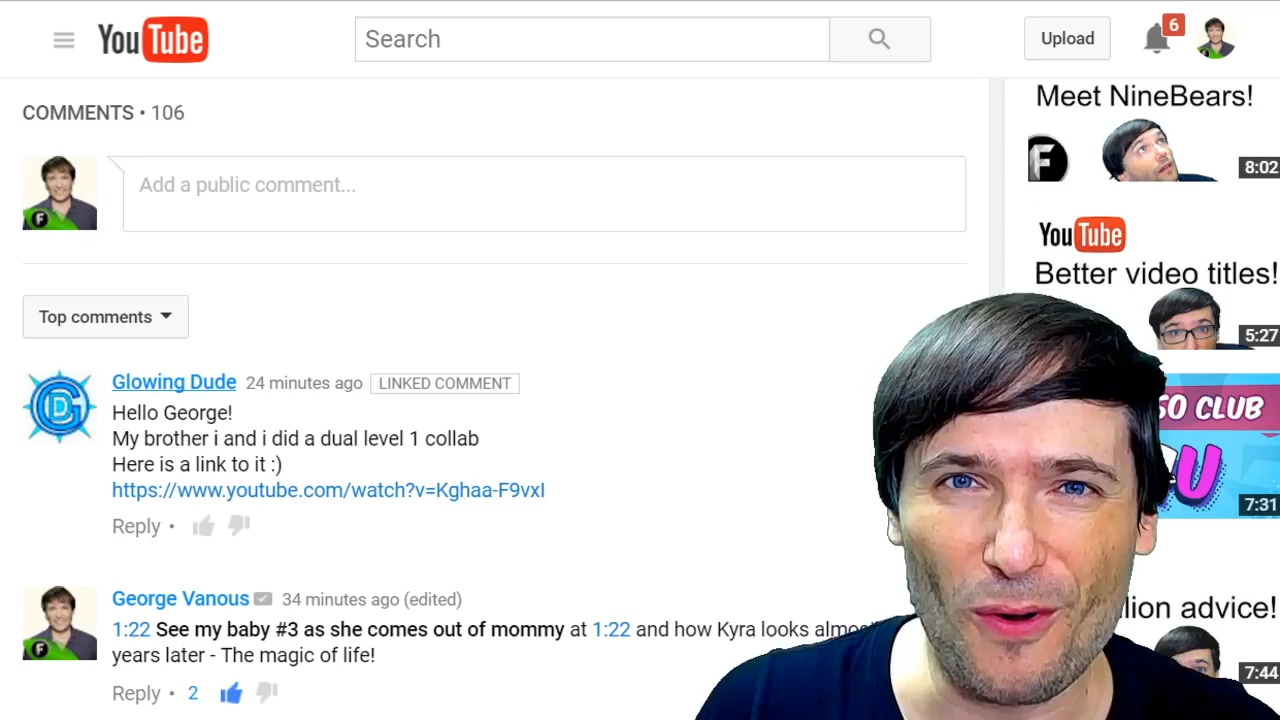 YouTube
Search
Upload
6
COMMENTS • 106
Add a public comment...
Top comments
Glowing Dude 24 minutes ago LINKED COMMENT
Hello George!
My brother i and i did a dual level 1 collab
Here is a link to it :)
https://www.youtube.com/watch?v=Kghaa-F9vxI
Reply •
George Vanous 34 minutes ago (edited)
1:22 See my baby #3 as she comes out of mommy at 1:22 and how Kyra looks
years later - The magic of life!
Reply • 2
Meet NineBears!
F
8:02
YouTube
Better video titles!
5:27
CLUB
U
7:31
advice!
7:44